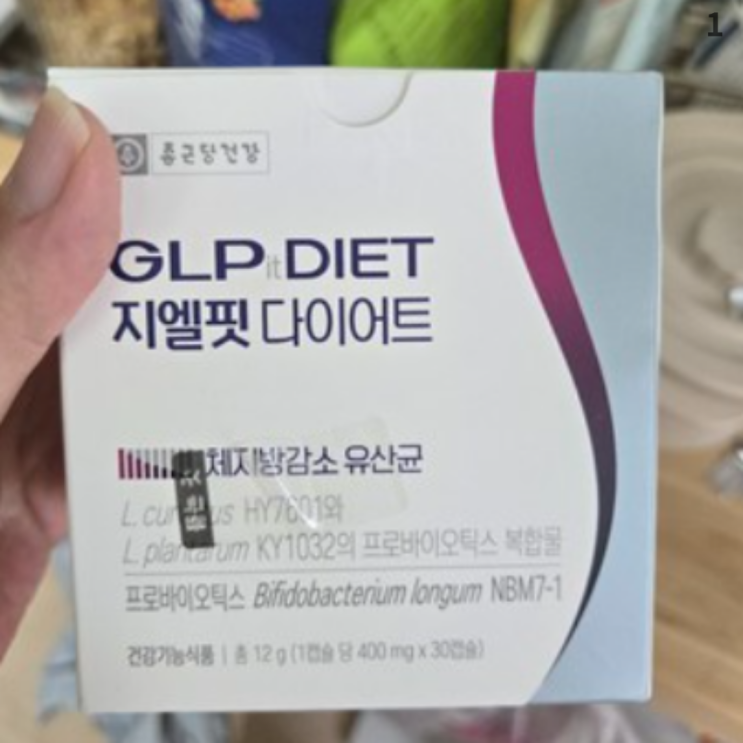 1
종근당건강
GLPitDIET
지엘핏 다이어트
체지방감소 유산균
L. cur us HY7601와
L. plantarum KY1032의 프로바이오틱스 복합물
프로바이오틱스 Bifidobacterium longum NBM7-1
건강기능식품 | 총 12 g (1캡슐 당 400 mg x 30캡슐)